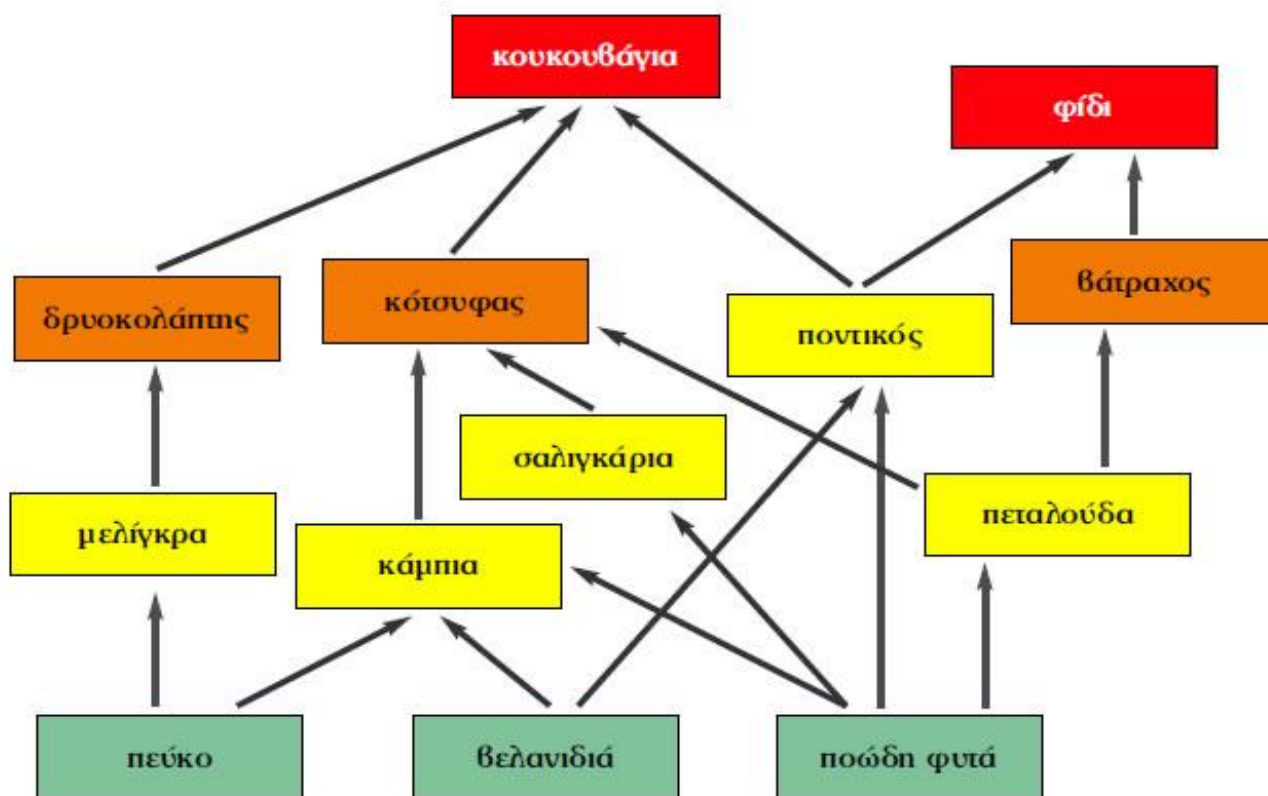 κουκουβάγια
φίδι
δρυοκολάπτης
κότσυφας
ποντικός
βάτραχος
μελίγκρα
κάμπια
σαλιγκάρια
πεταλούδα
πεύκο
βελανιδιά
ποώδη φυτά